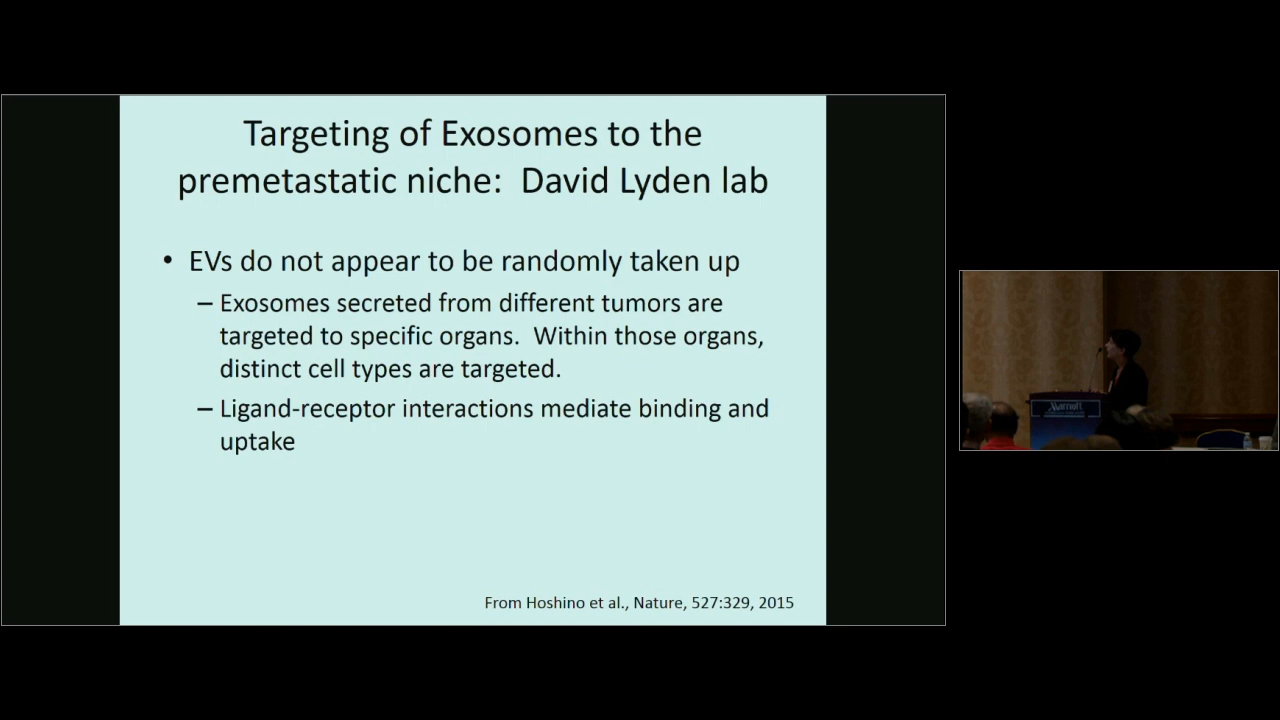 Targeting of Exosomes to the
premetastatic niche:  David Lyden lab
• EVs do not appear to be randomly taken up
– Exosomes secreted from different tumors are
targeted to specific organs.  Within those organs,
distinct cell types are targeted.
– Ligand-receptor interactions mediate binding and
uptake
From Hoshino et al., Nature, 527:329, 2015
Marriott